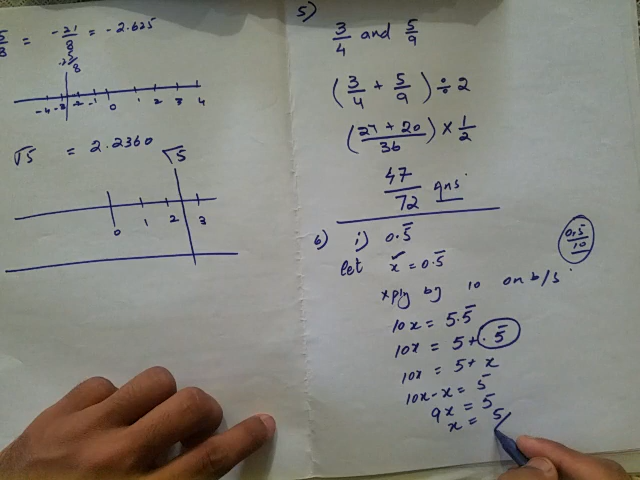 5/8 = -21/8 = -2.625
-4 -3 -2 -1 0 1 2 3 4
√5 = 2.2360
√5
0 1 2 3
5)
3/4 and 5/9
(3/4 + 5/9) ÷ 2
(27 + 20/36) × 1/2
47/72 ans
6) i) 0.5̅
let x = 0.5̅
xply by 10 on b/s
10x = 5.5̅
10x = 5 + .5̅
10x = 5 + x
10x - x = 5
9x = 5
x = 5/
0.5/10